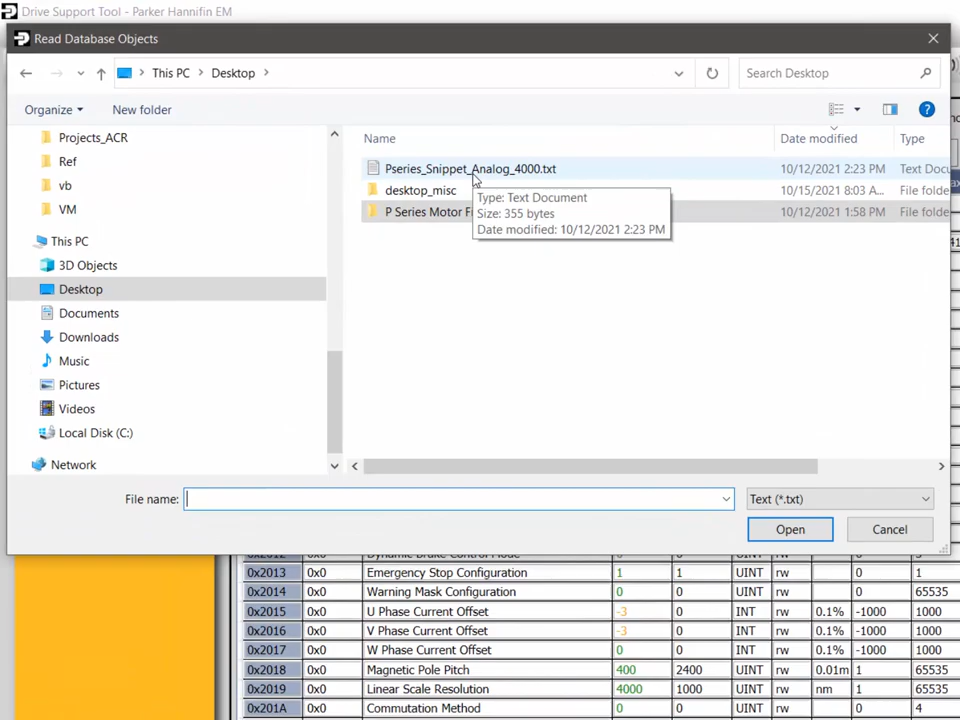 Drive Support Tool - Parker Hannifin EM
Read Database Objects
This PC > Desktop >
Search Desktop
Organize
New folder
Projects_ACR
Ref
vb
VM
This PC
3D Objects
Desktop
Documents
Downloads
Music
Pictures
Videos
Local Disk (C:)
Network
Name Date modified Type
Pseries_Snippet_Analog_4000.txt 10/12/2021 2:23 PM Text Docu
desktop_misc 10/15/2021 8:03 A... File folde
P Series Motor F 10/12/2021 1:58 PM File folde
Type: Text Document
Size: 355 bytes
Date modified: 10/12/2021 2:23 PM
File name:
Text (*.txt)
Open
Cancel
0x2013 0x0 Emergency Stop Configuration 1 1 UINT rw 0 1
0x2014 0x0 Warning Mask Configuration 0 0 UINT rw 0 65535
0x2015 0x0 U Phase Current Offset -3 0 INT rw 0.1% -1000 1000
0x2016 0x0 V Phase Current Offset -3 0 INT rw 0.1% -1000 1000
0x2017 0x0 W Phase Current Offset 0 0 INT rw 0.1% -1000 1000
0x2018 0x0 Magnetic Pole Pitch 400 2400 UINT rw 0.01m 1 65535
0x2019 0x0 Linear Scale Resolution 4000 1000 UINT rw nm 1 65535
0x201A 0x0 Commutation Method 0 0 UINT rw 0 4